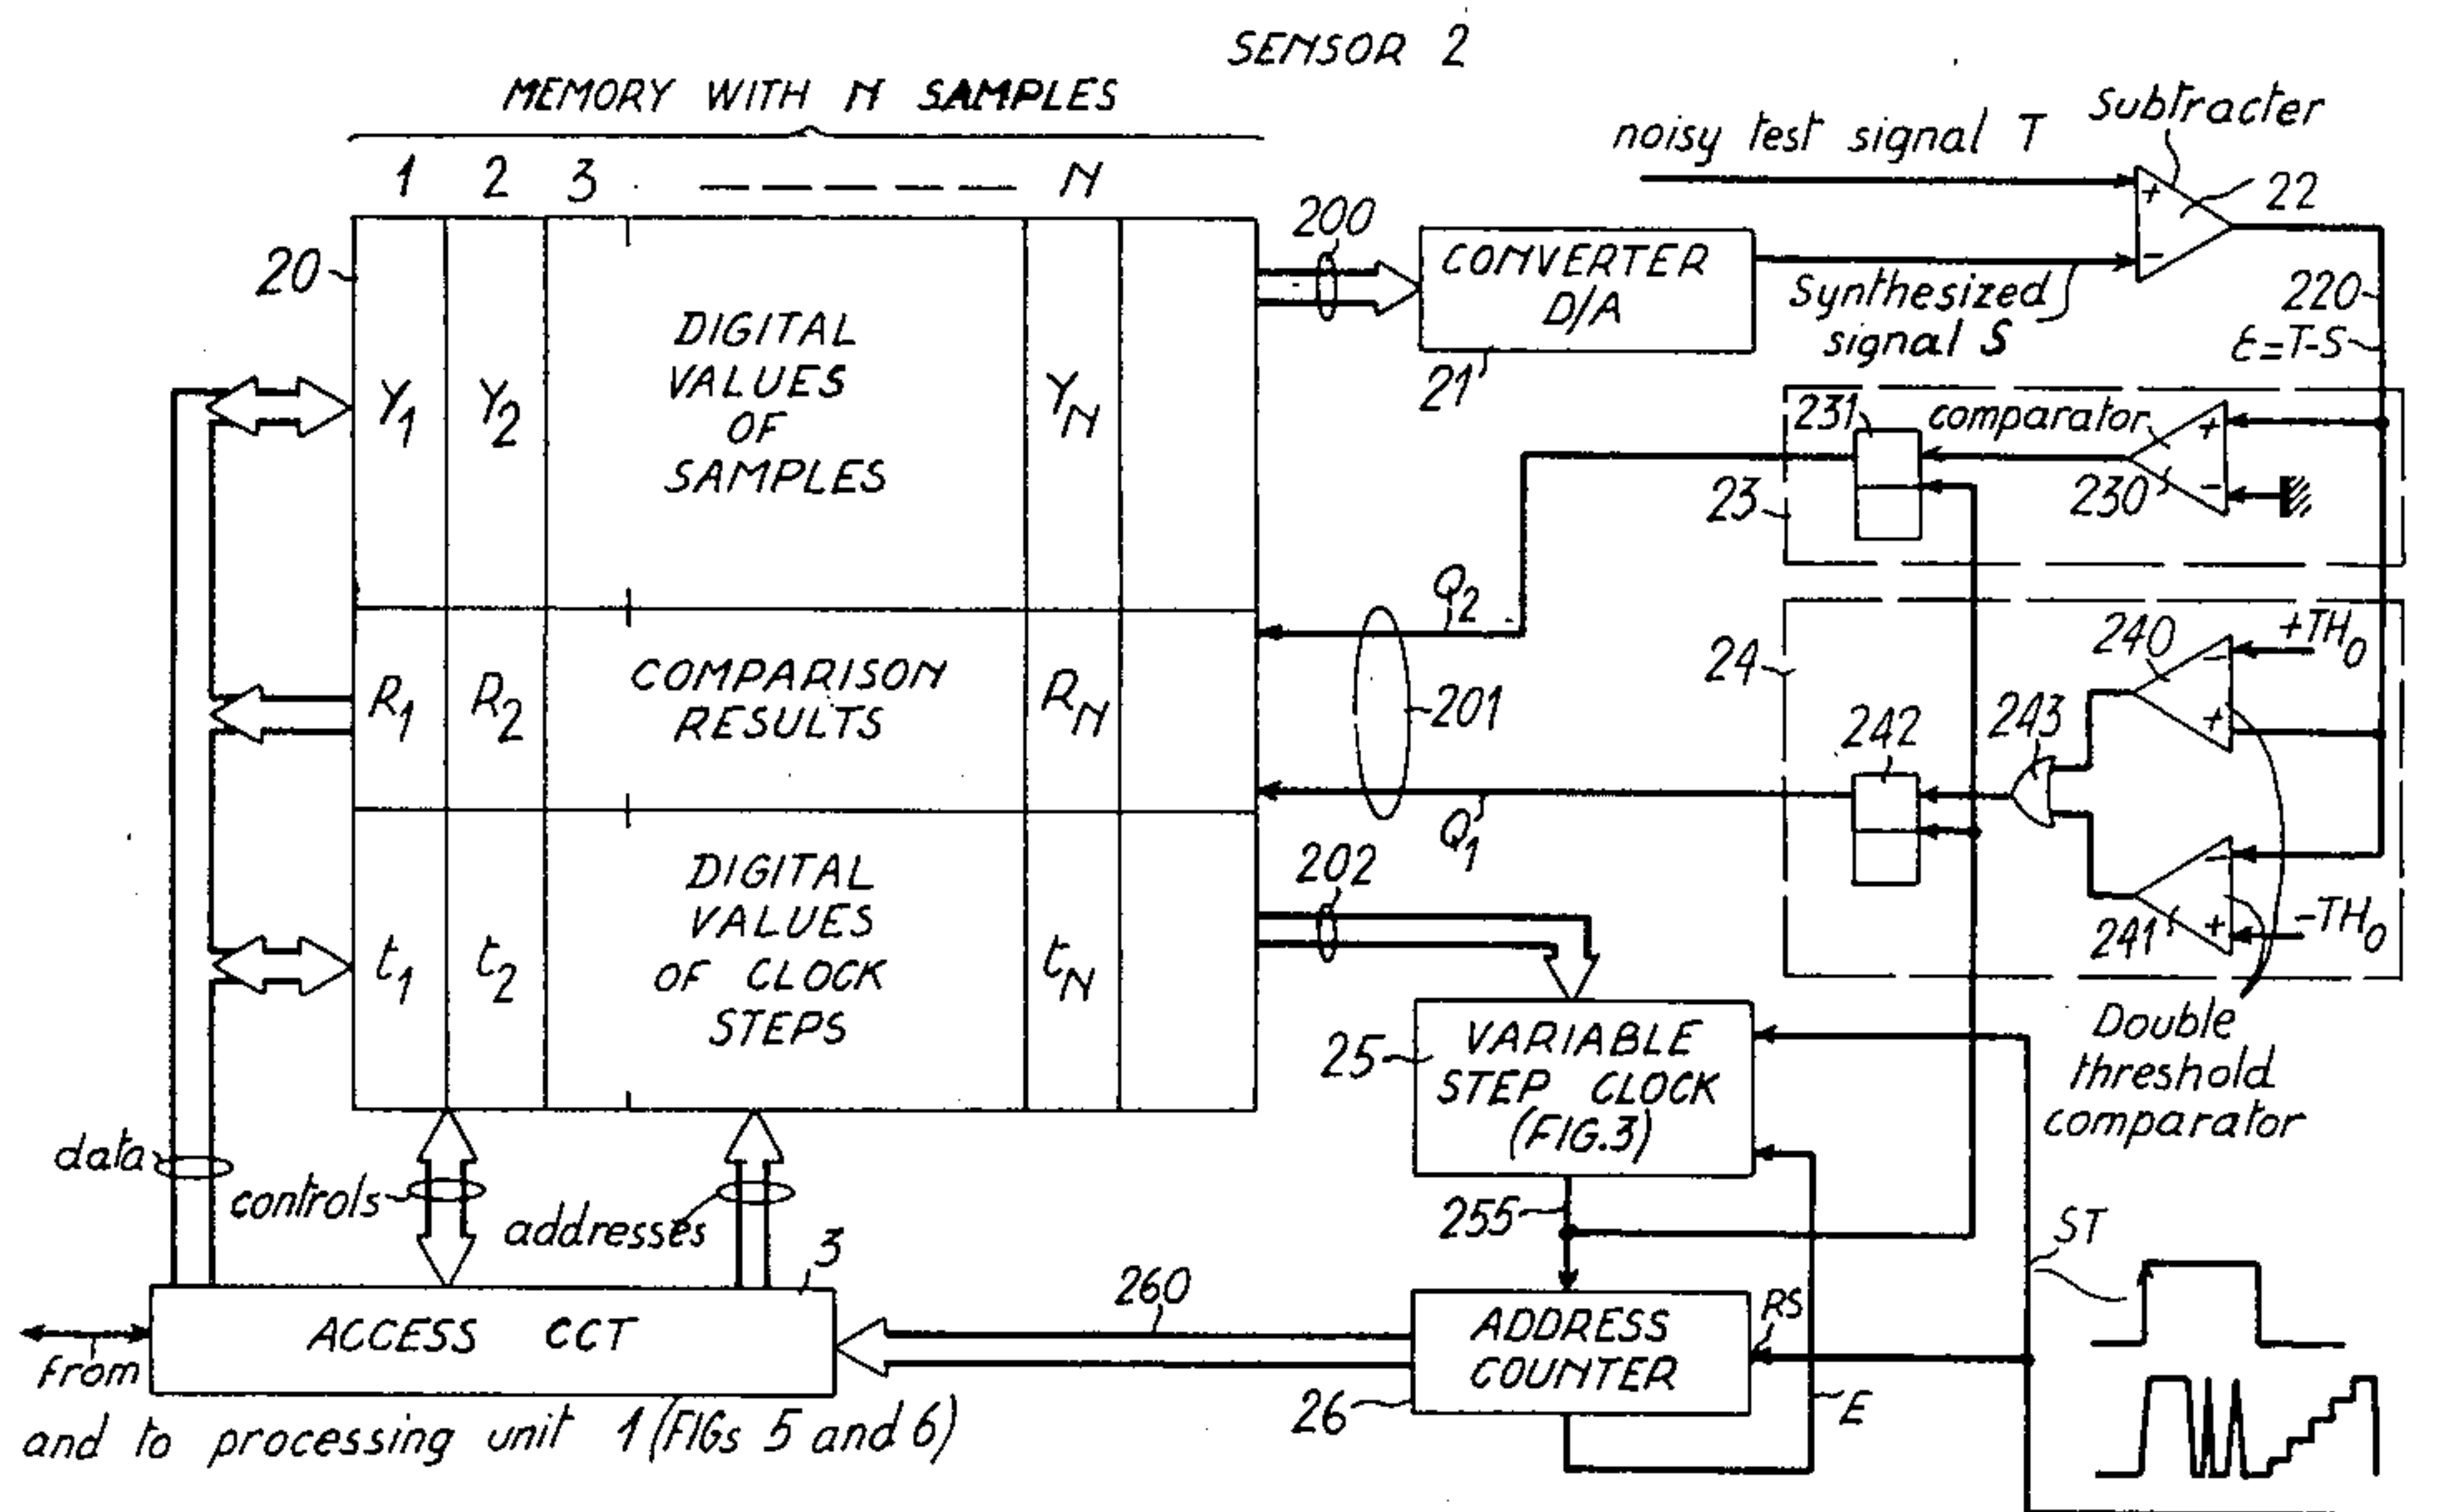 SENSOR 2
MEMORY WITH N SAMPLES
1 2 3 N
20
Y1 Y2 DIGITAL VALUES OF SAMPLES YN
R1 R2 COMPARISON RESULTS RN
t1 t2 DIGITAL VALUES OF CLOCK STEPS tN
200
CONVERTER
D/A
21
noisy test signal T
Subtracter
+
22
-
Synthesized
signal S
220
ε=T-S
231
comparator
+
230
-
23
Q2
201
Q1
24
240
+TH0
-
+
243
242
-
241
+
-TH0
Double
threshold
comparator
202
25
VARIABLE
STEP CLOCK
(FIG.3)
255
ST
data
controls
addresses
3
ACCESS CCT
260
ADDRESS
COUNTER
RS
26
E
from
and to processing unit 1 (FIGs 5 and 6)